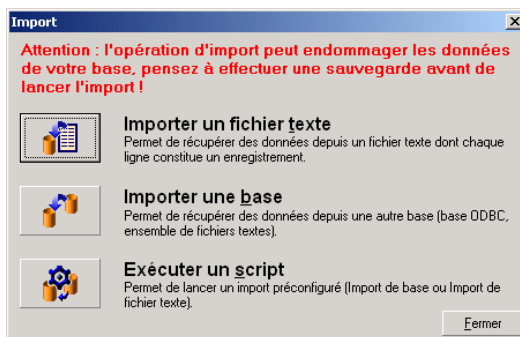 Import
Attention : l'opération d'import peut endommager les données
de votre base, pensez à effectuer une sauvegarde avant de
lancer l'import !
Importer un fichier texte
Permet de récupérer des données depuis un fichier texte dont chaque
ligne constitue un enregistrement.
Importer une base
Permet de récupérer des données depuis une autre base (base ODBC,
ensemble de fichiers textes).
Exécuter un script
Permet de lancer un import préconfiguré (Import de base ou Import de
fichier texte).
Fermer